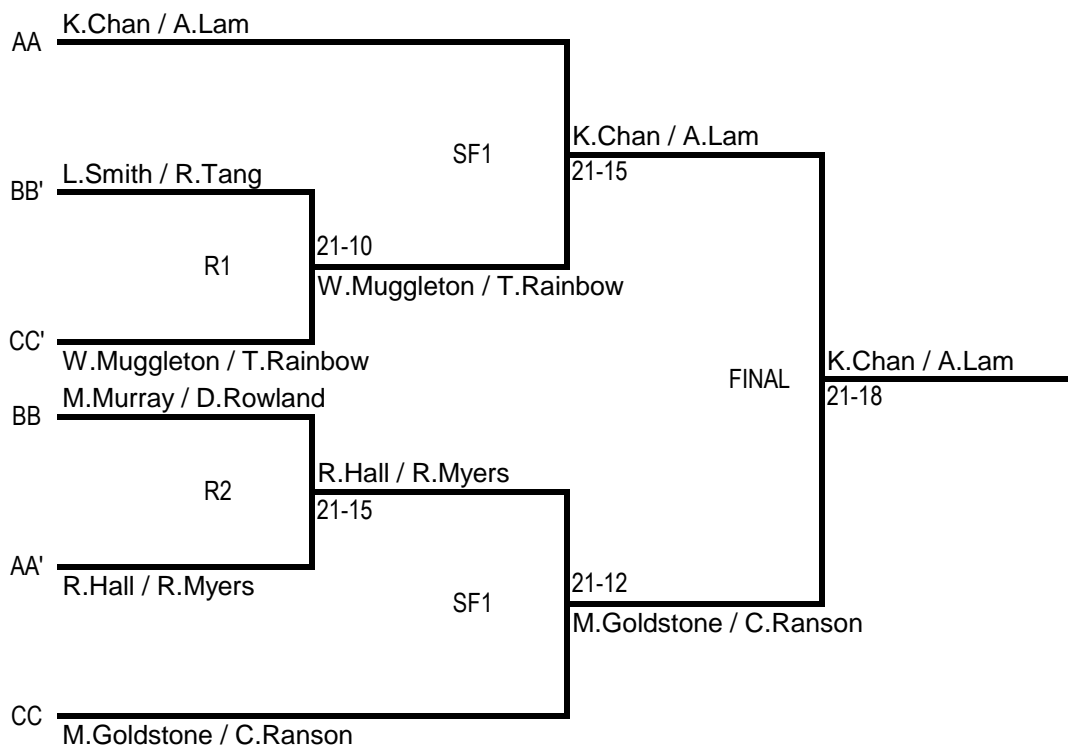 K.Chan / A.Lam
AA
K.Chan / A.Lam
SF1
21-15
L.Smith / R.Tang
BB'
21-10
R1
W.Muggleton / T.Rainbow
CC'
W.Muggleton / T.Rainbow
K.Chan / A.Lam
FINAL
21-18
M.Murray / D.Rowland
BB
R.Hall / R.Myers
R2
21-15
AA'
R.Hall / R.Myers
21-12
SF1
M.Goldstone / C.Ranson
CC
M.Goldstone / C.Ranson